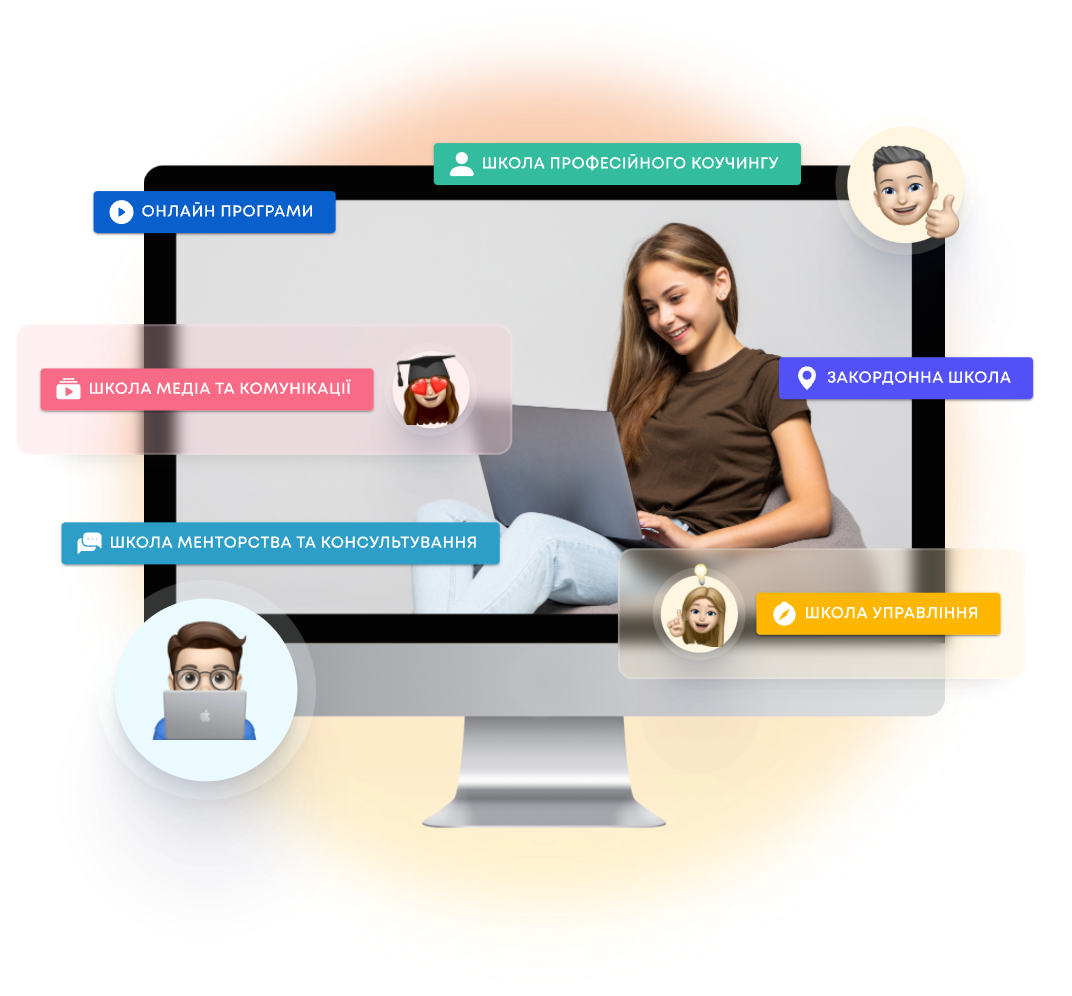 ШКОЛА ПРОФЕСІЙНОГО КОУЧИНГУ
ОНЛАЙН ПРОГРАМИ
ЗАКОРДОННА ШКОЛА
ШКОЛА МЕДІА ТА КОМУНІКАЦІЇ
ШКОЛА МЕНТОРСТВА ТА КОНСУЛЬТУВАННЯ
ШКОЛА УПРАВЛІННЯ